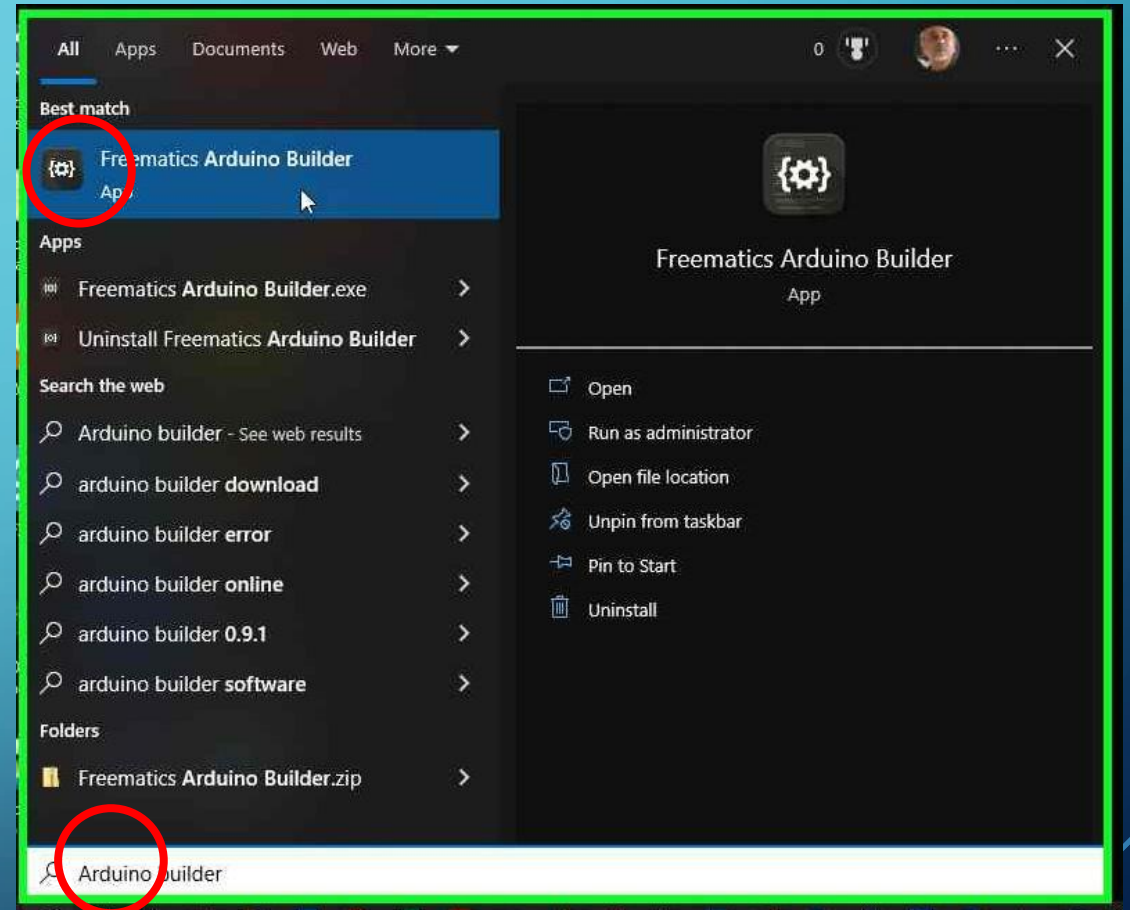 All Apps Documents Web More 0
Best match
Freematics Arduino Builder
App
Apps
Freematics Arduino Builder.exe
Uninstall Freematics Arduino Builder
Search the web
Arduino builder - See web results
arduino builder download
arduino builder error
arduino builder online
arduino builder 0.9.1
arduino builder software
Folders
Freematics Arduino Builder.zip
Arduino builder
Freematics Arduino Builder
App
Open
Run as administrator
Open file location
Unpin from taskbar
Pin to Start
Uninstall